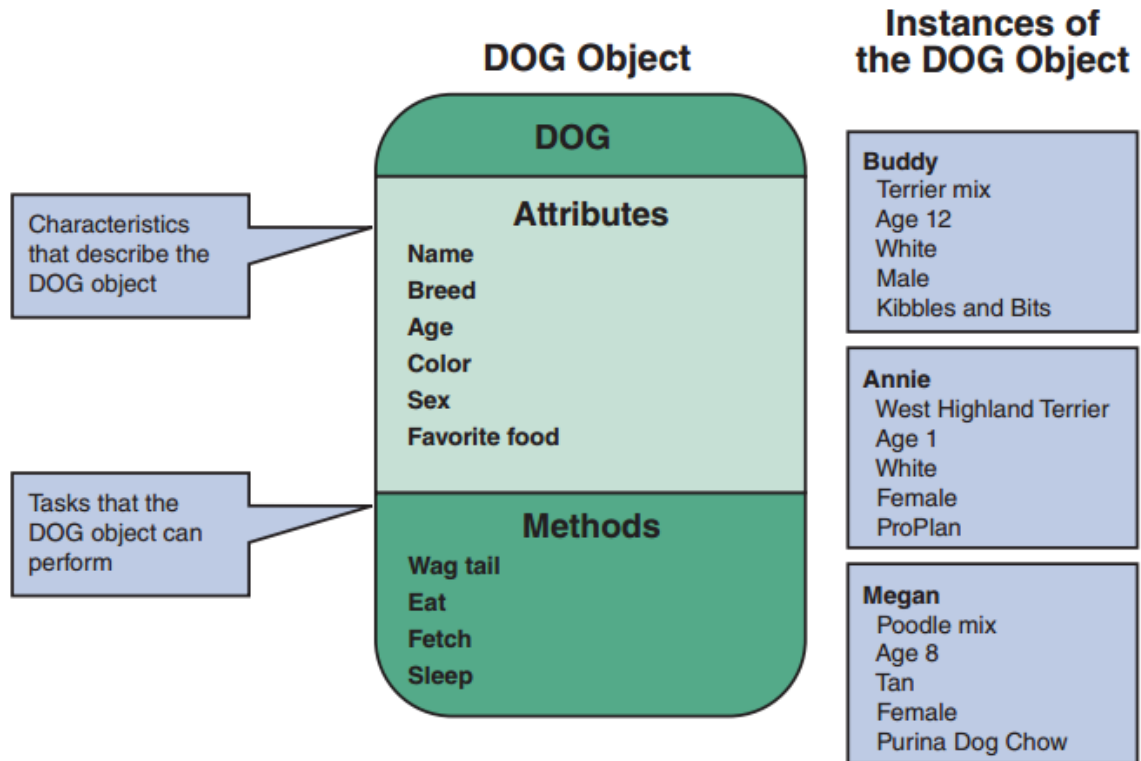 DOG Object
Instances of
the DOG Object
DOG
Characteristics
that describe the
DOG object
Attributes
Name
Breed
Age
Color
Sex
Favorite food
Tasks that the
DOG object can
perform
Methods
Wag tail
Eat
Fetch
Sleep
Buddy
Terrier mix
Age 12
White
Male
Kibbles and Bits
Annie
West Highland Terrier
Age 1
White
Female
ProPlan
Megan
Poodle mix
Age 8
Tan
Female
Purina Dog Chow